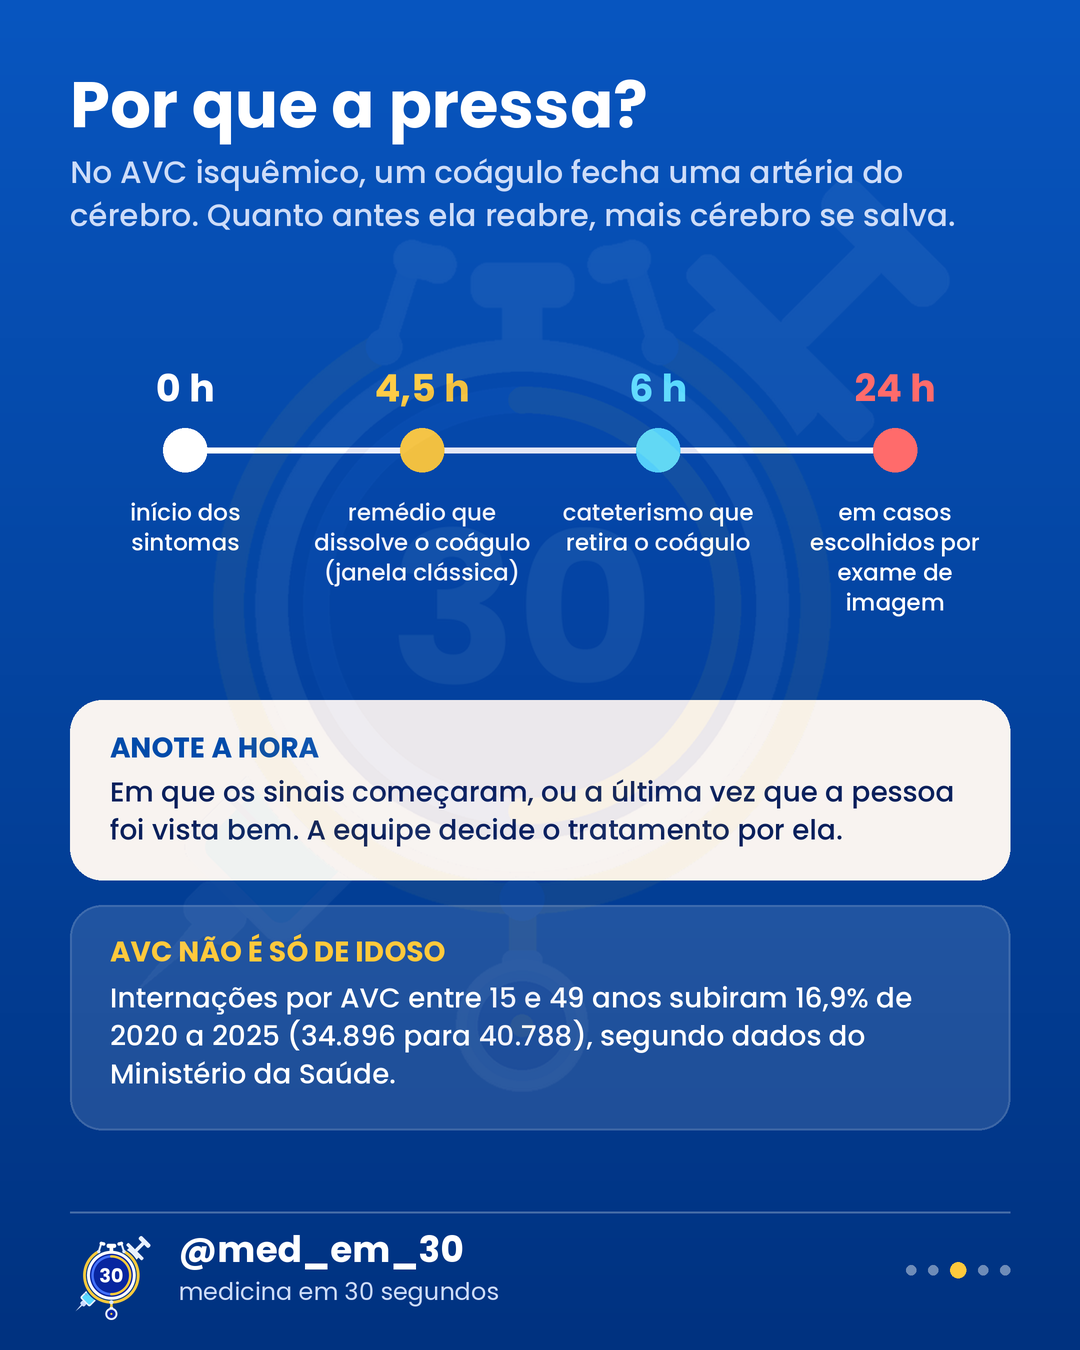 Por que a pressa?
No AVC isquêmico, um coágulo fecha uma artéria do
cérebro. Quanto antes ela reabre, mais cérebro se salva.
0 h
início dos
sintomas
4,5 h
remédio que
dissolve o coágulo
(janela clássica)
6 h
cateterismo que
retira o coágulo
24 h
em casos
escolhidos por
exame de
imagem
30
ANOTE A HORA
Em que os sinais começaram, ou a última vez que a pessoa
foi vista bem. A equipe decide o tratamento por ela.
AVC NÃO É SÓ DE IDOSO
Internações por AVC entre 15 e 49 anos subiram 16,9% de
2020 a 2025 (34.896 para 40.788), segundo dados do
Ministério da Saúde.
30
@med_em_30
medicina em 30 segundos